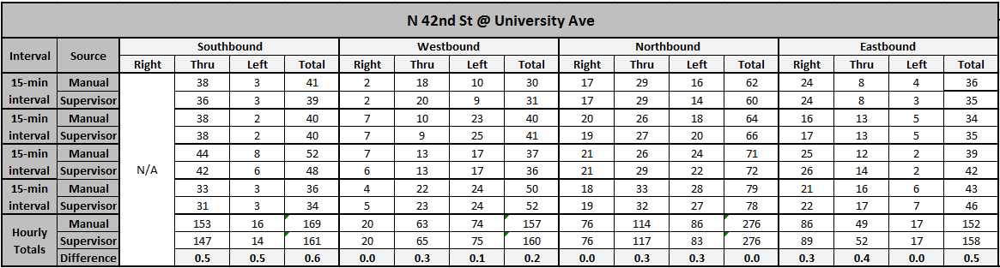 N 42nd St @ University Ave
Interval Source Southbound Westbound Northbound Eastbound
Right Thru Left Total Right Thru Left Total Right Thru Left Total Right Thru Left Total
15-min interval Manual 38 3 41 2 18 10 30 17 29 16 62 24 8 4 36
Supervisor 36 3 39 2 20 9 31 17 29 14 60 24 8 3 35
15-min interval Manual 38 2 40 7 10 23 40 20 26 18 64 16 13 5 34
Supervisor 38 2 40 7 9 25 41 19 27 20 66 17 13 5 35
15-min interval Manual 44 8 52 7 13 17 37 21 26 24 71 25 12 2 39
N/A
Supervisor 42 6 48 6 13 17 36 21 29 22 72 26 14 2 42
15-min interval Manual 33 3 36 4 22 24 50 18 33 28 79 21 16 6 43
Supervisor 31 3 34 5 23 24 52 19 32 27 78 22 17 7 46
Hourly Totals Manual 153 16 169 20 63 74 157 76 114 86 276 86 49 17 152
Supervisor 147 14 161 20 65 75 160 76 117 83 276 89 52 17 158
Difference 0.5 0.5 0.6 0.0 0.3 0.1 0.2 0.0 0.3 0.3 0.0 0.3 0.4 0.0 0.5